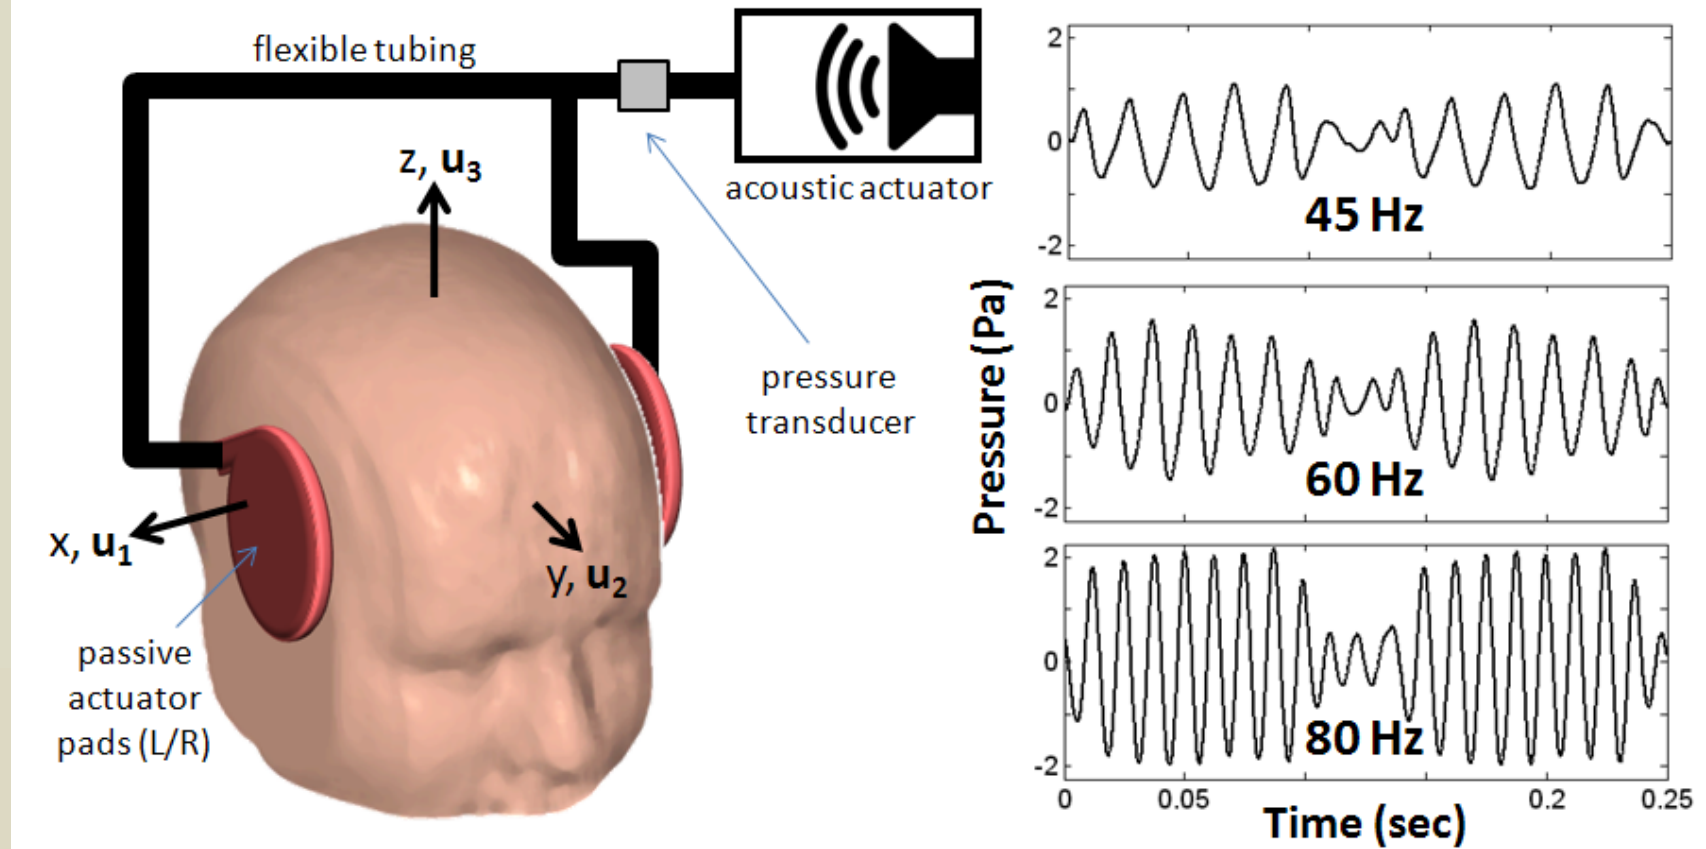 flexible tubing
z, u3
acoustic actuator
pressure
transducer
x, u1
y, u2
passive
actuator
pads (L/R)
Pressure (Pa)
2
0
-2
45 Hz
2
0
-2
60 Hz
2
0
-2
80 Hz
0 0.05 0.2 0.25
Time (sec)